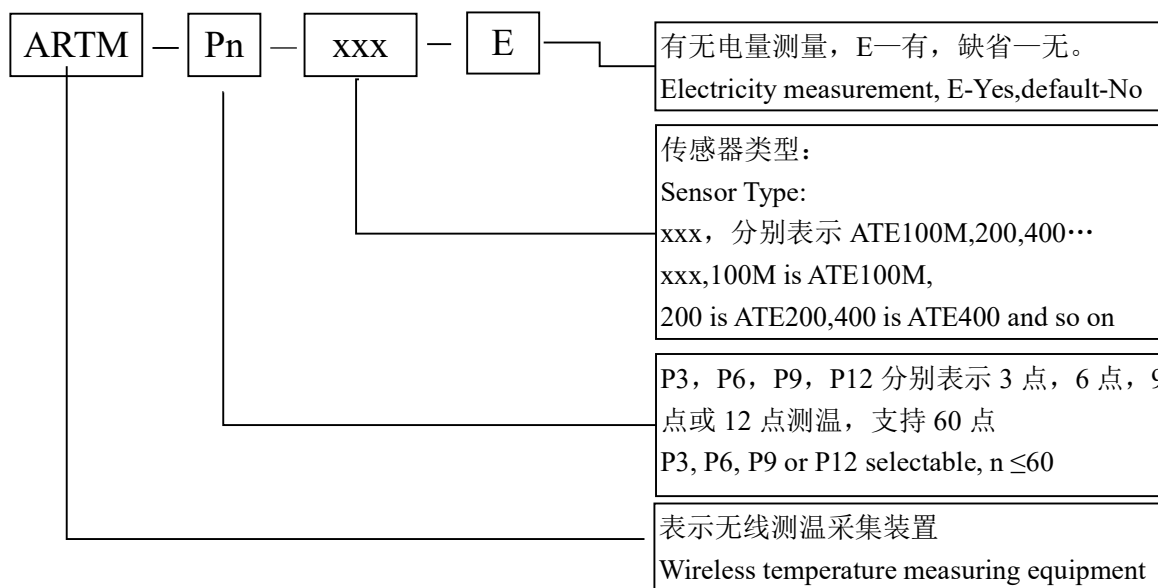 ARTM — Pn — xxx — E
有无电量测量，E—有，缺省—无。
Electricity measurement, E-Yes,default-No
传感器类型：
Sensor Type:
xxx，分别表示 ATE100M,200,400…
xxx,100M is ATE100M,
200 is ATE200,400 is ATE400 and so on
P3，P6，P9，P12 分别表示 3 点，6 点，9
点或 12 点测温，支持 60 点
P3, P6, P9 or P12 selectable, n ≤60
表示无线测温采集装置
Wireless temperature measuring equipment